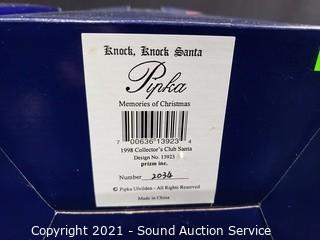 Knock, Knock Santa
Pipka
Memories of Christmas
7 00636 13923 4
1998 Collector's Club Santa
Design No. 13923
prizm inc.
Number 2034
© Pipka Ulvilden - All Rights Reserved
Made in China
Copyright 2021 - Sound Auction Service